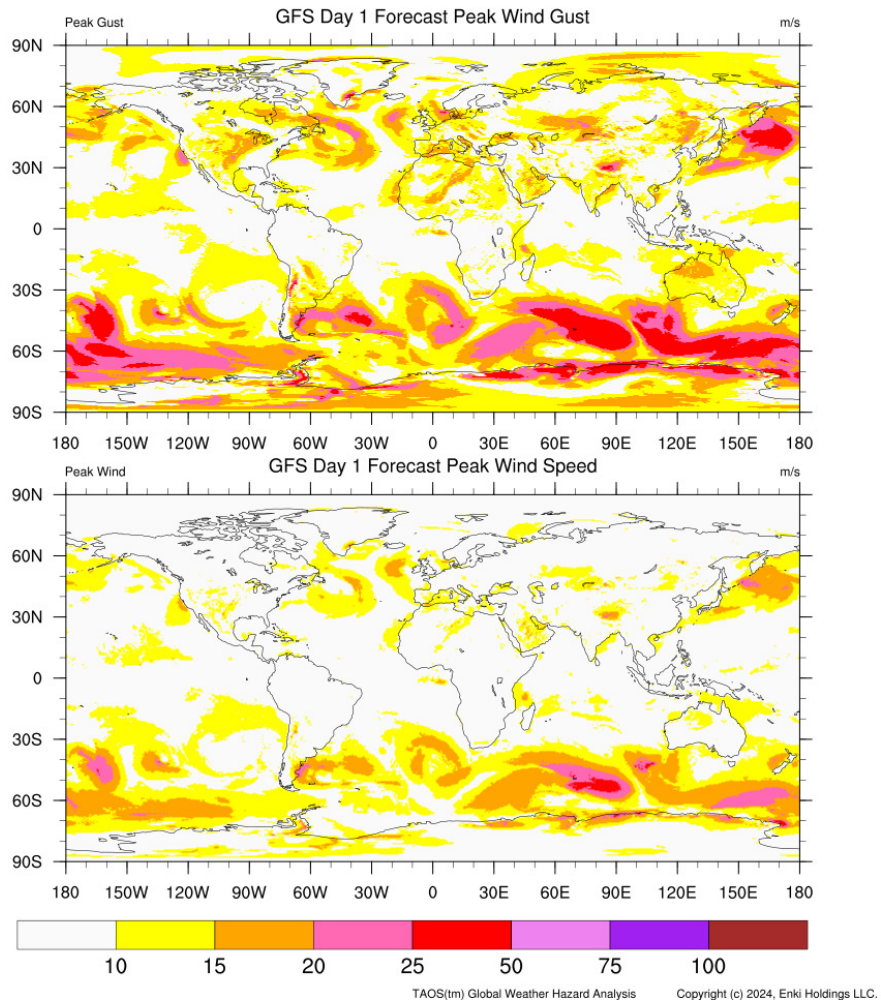 GFS Day 1 Forecast Peak Wind Gust
Peak Gust
m/s
90N
60N
30N
0
30S
60S
90S
180 150W 120W 90W 60W 30W 0 30E 60E 90E 120E 150E 180
GFS Day 1 Forecast Peak Wind Speed
Peak Wind
m/s
90N
60N
30N
0
30S
60S
90S
180 150W 120W 90W 60W 30W 0 30E 60E 90E 120E 150E 180
10 15 20 25 50 75 100
TAOS(tm) Global Weather Hazard Analysis Copyright (c) 2024, Enki Holdings LLC.